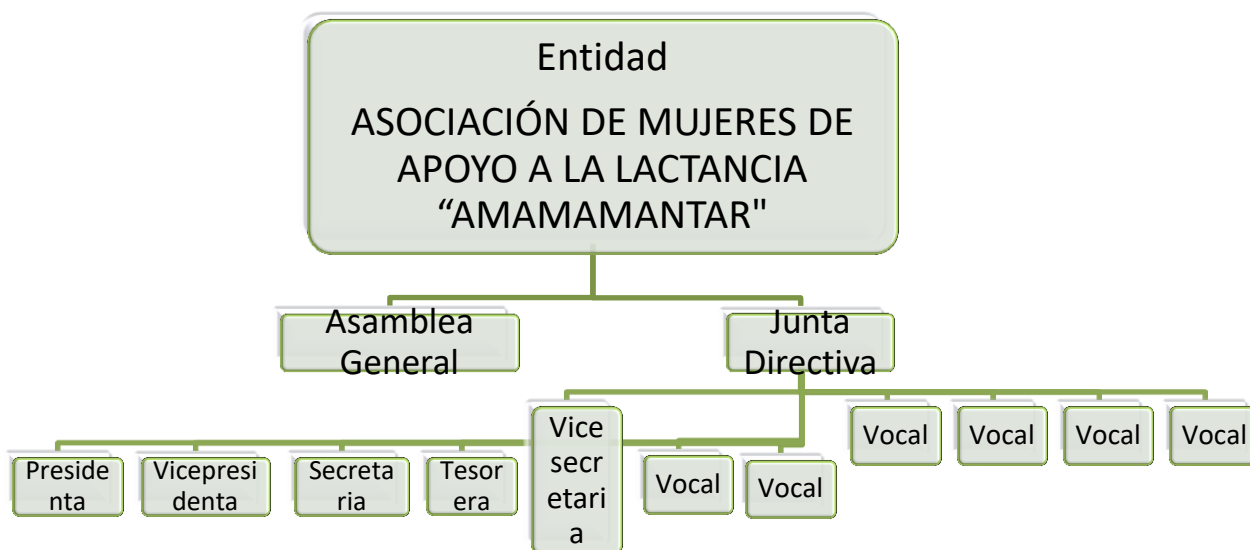 Entidad
ASOCIACIÓN DE MUJERES DE
APOYO A LA LACTANCIA
“AMAMAMANTAR"
Asamblea
General
Junta
Directiva
Preside
nta
Vicepresi
denta
Secreta
ria
Tesor
era
Vice
secr
etari
a
Vocal
Vocal
Vocal
Vocal
Vocal
Vocal